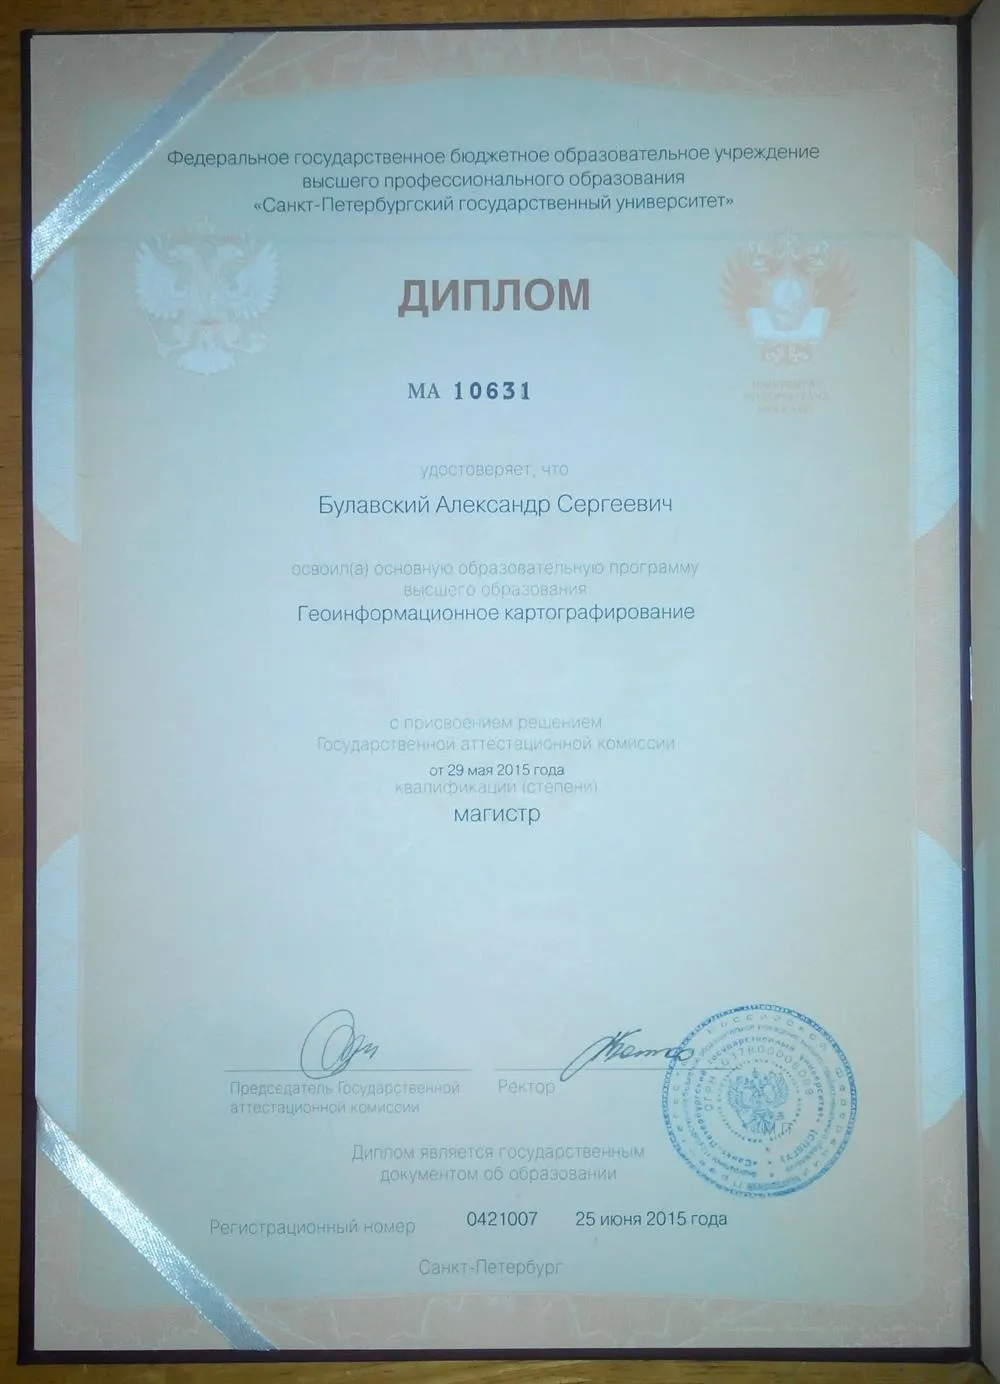 Федеральное государственное бюджетное образовательное учреждение
высшего профессионального образования
«Санкт-Петербургский государственный университет»
ДИПЛОМ
МА 10631
удостоверяет, что
Булавский Александр Сергеевич
освоил(а) основную образовательную программу
высшего образования
Геоинформационное картографирование
с присвоением решением
Государственной аттестационной комиссии
от 29 мая 2015 года
квалификации (степени)
магистр
Председатель Государственной
аттестационной комиссии
Ректор
Диплом является государственным
документом об образовании
Регистрационный номер 0421007 25 июня 2015 года
Санкт-Петербург